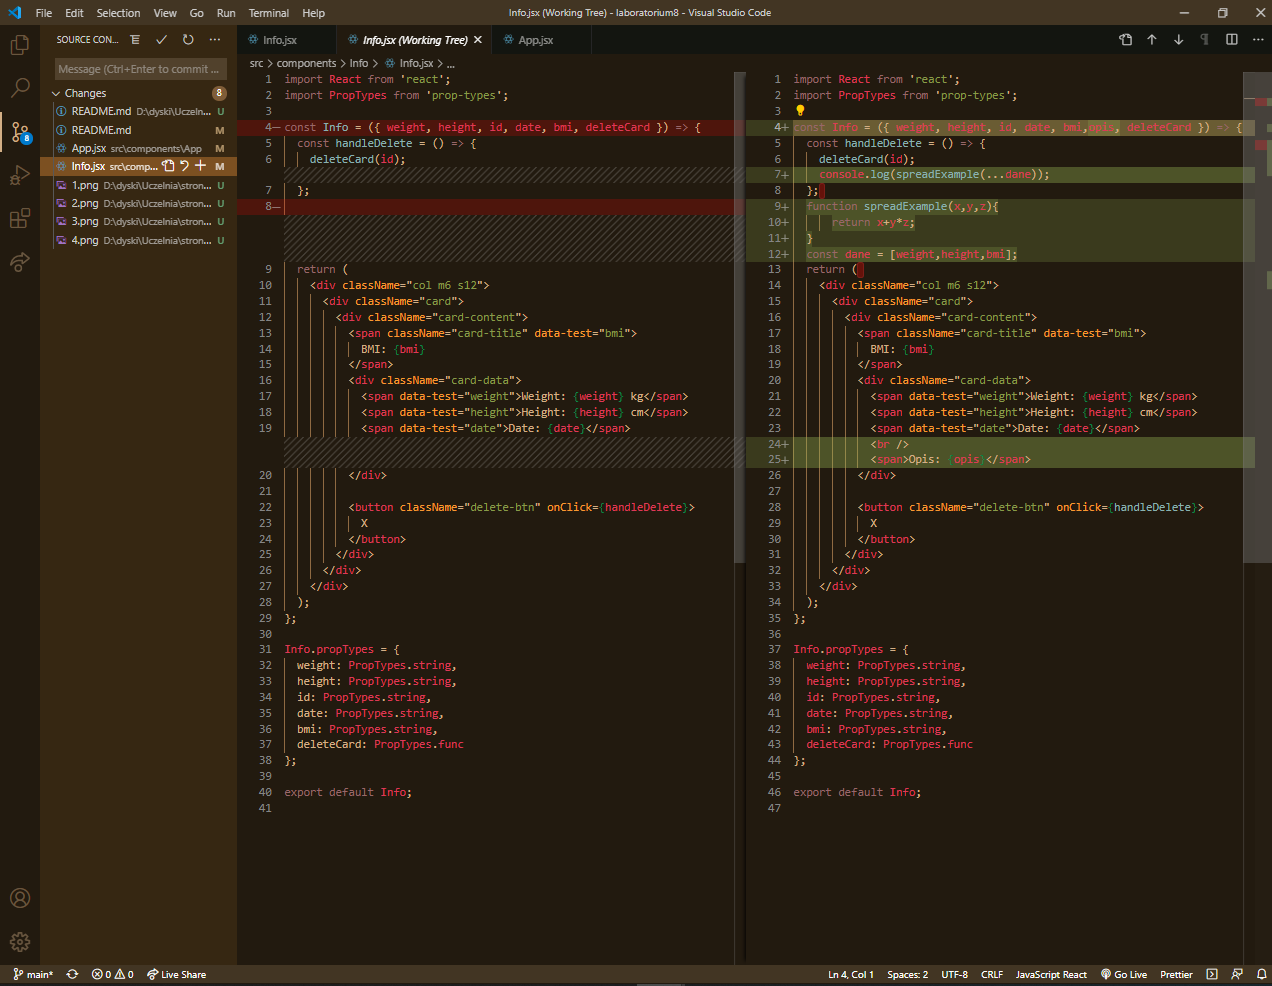 File Edit Selection View Go Run Terminal Help
Info.jsx (Working Tree) - laboratorium8 - Visual Studio Code
SOURCE CON...
Message (Ctrl+Enter to commit ...
Changes 8
README.md D:\dyski\Uczelni... U
README.md M
App.jsx src\components\App M
Info.jsx src\comp... M
1.png D:\dyski\Uczelnia\stron... U
2.png D:\dyski\Uczelnia\stron... U
3.png D:\dyski\Uczelnia\stron... U
4.png D:\dyski\Uczelnia\stron... U
8
Info.jsx
Info.jsx (Working Tree)
App.jsx
src > components > Info > Info.jsx > ...
1 import React from 'react';
2 import PropTypes from 'prop-types';
3
4— const Info = ({ weight, height, id, date, bmi, deleteCard }) => {
5 const handleDelete = () => {
6 deleteCard(id);
7 };
8—
9 return (
10 <div className="col m6 s12">
11 <div className="card">
12 <div className="card-content">
13 <span className="card-title" data-test="bmi">
14 BMI: {bmi}
15 </span>
16 <div className="card-data">
17 <span data-test="weight">Weight: {weight} kg</span>
18 <span data-test="height">Height: {height} cm</span>
19 <span data-test="date">Date: {date}</span>
20 </div>
21
22 <button className="delete-btn" onClick={handleDelete}>
23 X
24 </button>
25 </div>
26 </div>
27 </div>
28 );
29 };
30
31 Info.propTypes = {
32 weight: PropTypes.string,
33 height: PropTypes.string,
34 id: PropTypes.string,
35 date: PropTypes.string,
36 bmi: PropTypes.string,
37 deleteCard: PropTypes.func
38 };
39
40 export default Info;
41
1 import React from 'react';
2 import PropTypes from 'prop-types';
3
4+ const Info = ({ weight, height, id, date, bmi,opis, deleteCard }) => {
5 const handleDelete = () => {
6 deleteCard(id);
7+ console.log(spreadExample(...dane));
8 };
9+ function spreadExample(x,y,z){
10+ return x+y*z;
11+ }
12+ const dane = [weight,height,bmi];
13 return (
14 <div className="col m6 s12">
15 <div className="card">
16 <div className="card-content">
17 <span className="card-title" data-test="bmi">
18 BMI: {bmi}
19 </span>
20 <div className="card-data">
21 <span data-test="weight">Weight: {weight} kg</span>
22 <span data-test="height">Height: {height} cm</span>
23 <span data-test="date">Date: {date}</span>
24+ <br />
25+ <span>Opis: {opis}</span>
26 </div>
27
28 <button className="delete-btn" onClick={handleDelete}>
29 X
30 </button>
31 </div>
32 </div>
33 </div>
34 );
35 };
36
37 Info.propTypes = {
38 weight: PropTypes.string,
39 height: PropTypes.string,
40 id: PropTypes.string,
41 date: PropTypes.string,
42 bmi: PropTypes.string,
43 deleteCard: PropTypes.func
44 };
45
46 export default Info;
47
main* 0 0 Live Share
Ln 4, Col 1 Spaces: 2 UTF-8 CRLF JavaScript React Go Live Prettier